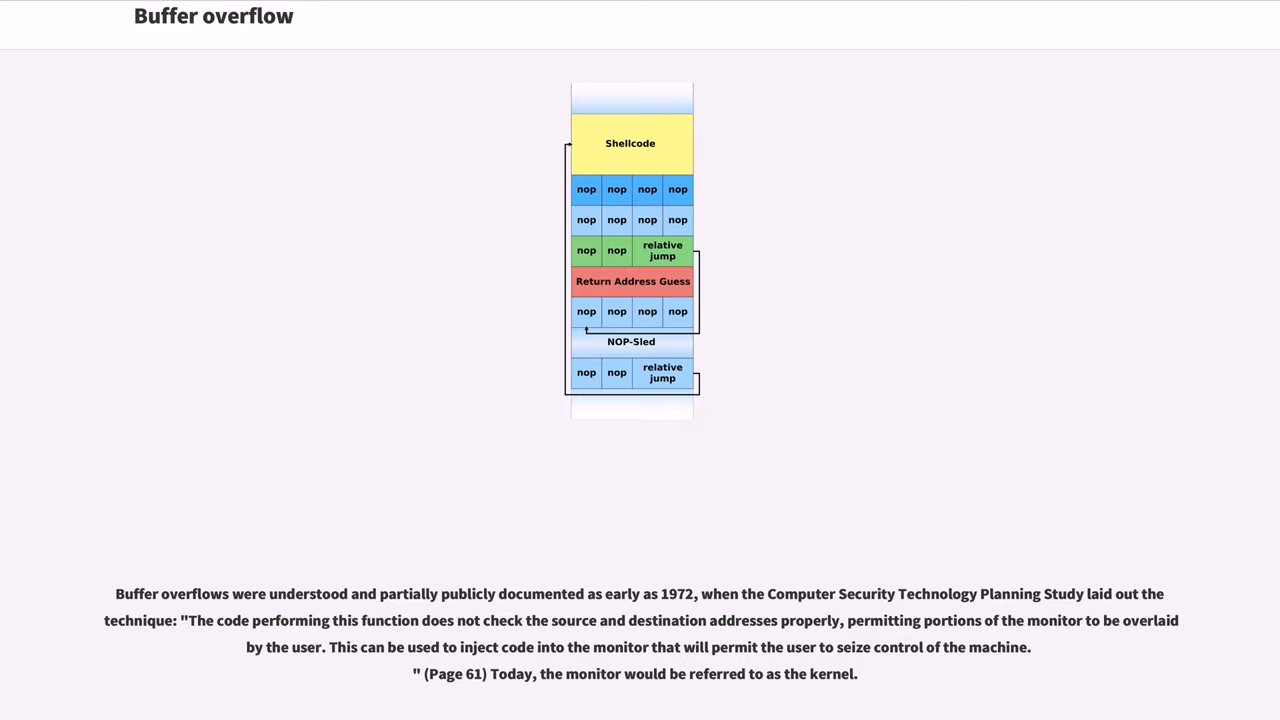 Buffer overflow
Shellcode
nop nop nop nop
nop nop nop nop
nop nop relative jump
Return Address Guess
nop nop nop nop
NOP-Sled
nop nop relative jump
Buffer overflows were understood and partially publicly documented as early as 1972, when the Computer Security Technology Planning Study laid out the
technique: "The code performing this function does not check the source and destination addresses properly, permitting portions of the monitor to be overlaid
by the user. This can be used to inject code into the monitor that will permit the user to seize control of the machine.
" (Page 61) Today, the monitor would be referred to as the kernel.